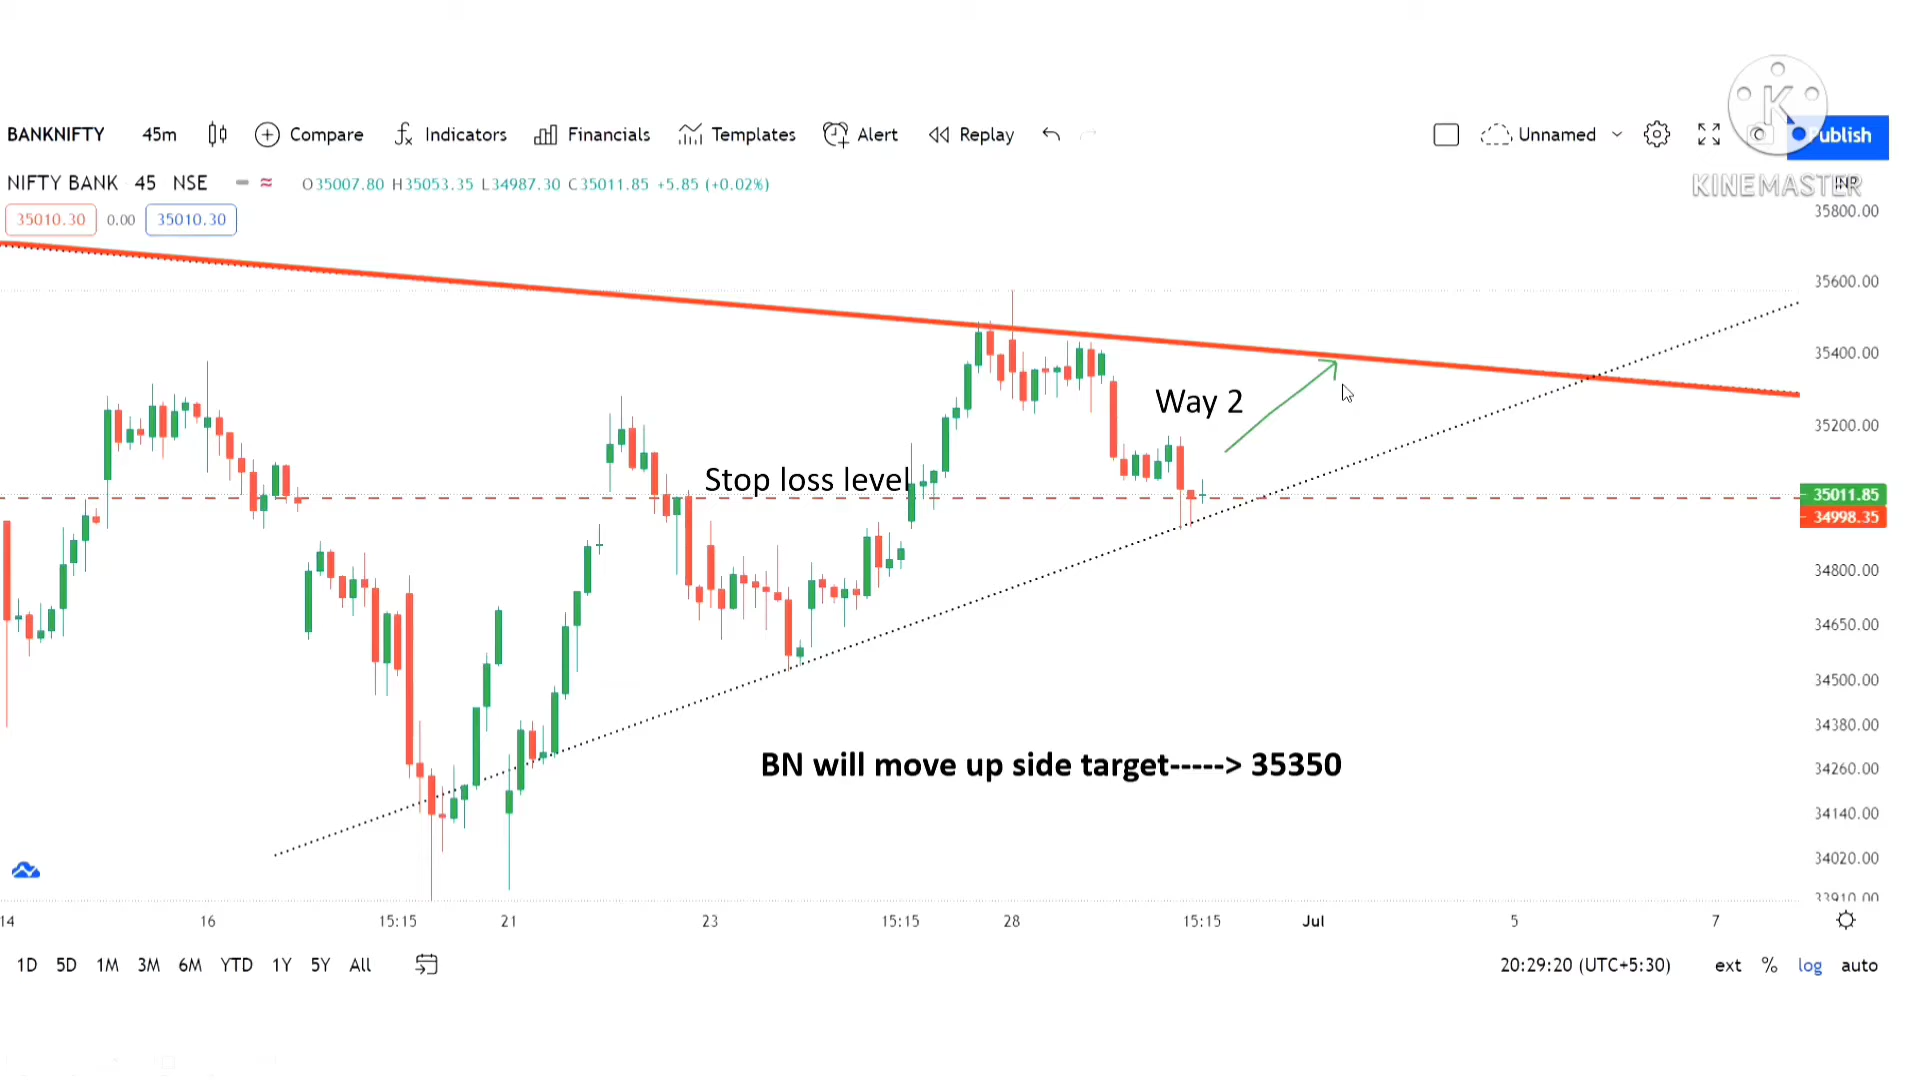 BANKNIFTY 45m Compare Indicators Financials Templates Alert Replay Unnamed Publish
NIFTY BANK 45 NSE O35007.80 H35053.35 L34987.30 C35011.85 +5.85 (+0.02%)
KINEMASTER
INR
35010.30 0.00 35010.30
35800.00
35600.00
35400.00
Way 2
35200.00
Stop loss level
35011.85
34998.35
34800.00
34650.00
34500.00
34380.00
BN will move up side target-----> 35350
34260.00
34140.00
34020.00
33910.00
14 16 15:15 21 23 15:15 28 15:15 Jul 5 7
1D 5D 1M 3M 6M YTD 1Y 5Y All 20:29:20 (UTC+5:30) ext % log auto